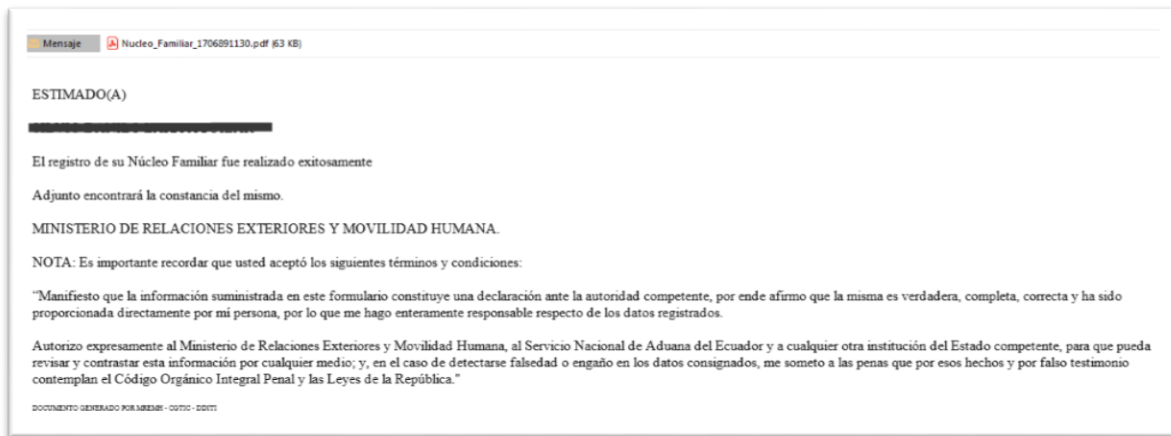 Mensaje Nucleo_Familiar_1706891130.pdf (63 KB)
ESTIMADO(A)
El registro de su Núcleo Familiar fue realizado exitosamente
Adjunto encontrará la constancia del mismo.
MINISTERIO DE RELACIONES EXTERIORES Y MOVILIDAD HUMANA.
NOTA: Es importante recordar que usted aceptó los siguientes términos y condiciones:
“Manifiesto que la información suministrada en este formulario constituye una declaración ante la autoridad competente, por ende afirmo que la misma es verdadera, completa, correcta y ha sido
proporcionada directamente por mi persona, por lo que me hago enteramente responsable respecto de los datos registrados.
Autorizo expresamente al Ministerio de Relaciones Exteriores y Movilidad Humana, al Servicio Nacional de Aduana del Ecuador y a cualquier otra institución del Estado competente, para que pueda
revisar y contrastar esta información por cualquier medio; y, en el caso de detectarse falsedad o engaño en los datos consignados, me someto a las penas que por esos hechos y por falso testimonio
contemplan el Código Orgánico Integral Penal y las Leyes de la República.”
DOCUMENTO GENERADO POR MREMH - CGTIC - DDITI